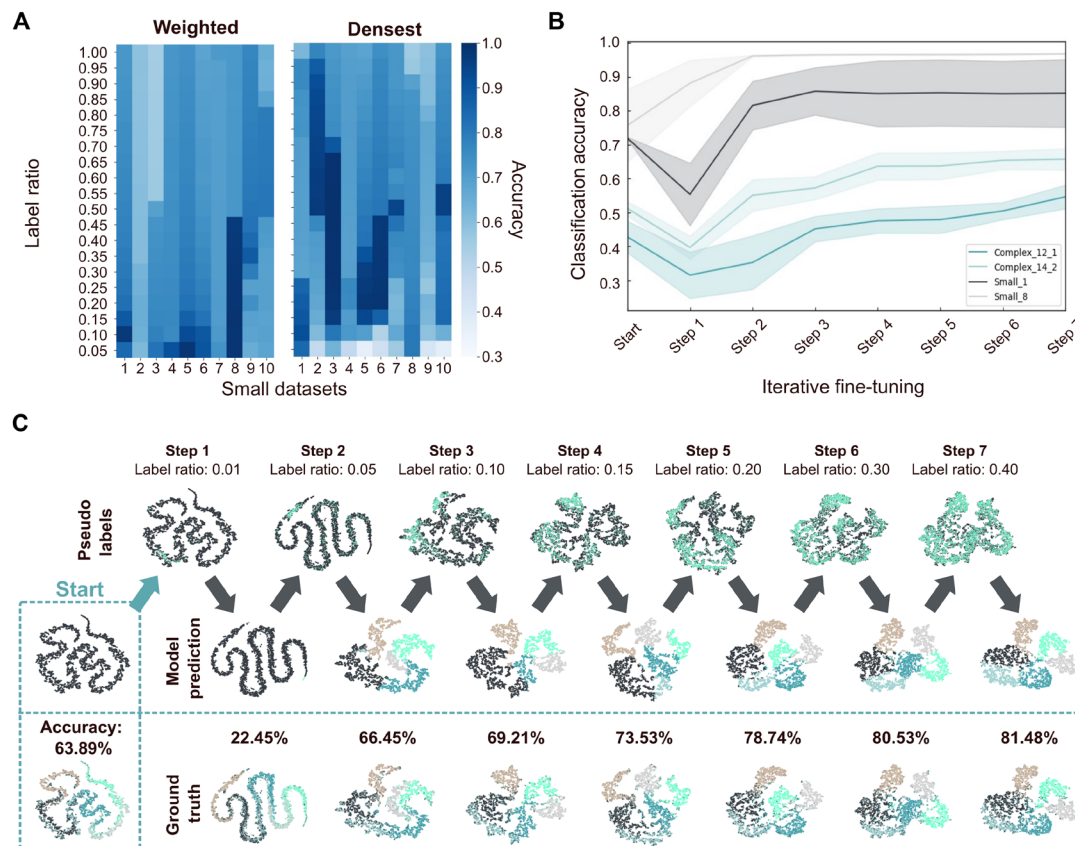 A
Weighted
Densest
Label ratio
1.00
0.95
0.90
0.85
0.80
0.75
0.70
0.65
0.60
0.55
0.50
0.45
0.40
0.35
0.30
0.25
0.20
0.15
0.10
0.05
1 2 3 4 5 6 7 8 9 10
1 2 3 4 5 6 7 8 9 10
Small datasets
1.0
0.9
0.8
0.7
0.6
0.5
0.4
0.3
Accuracy
B
Classification accuracy
1.0
0.9
0.8
0.7
0.6
0.5
0.4
0.3
Complex_12_1
Complex_14_2
Small_1
Small_8
Start
Step 1
Step 2
Step 3
Step 4
Step 5
Step 6
Step 7
Iterative fine-tuning
C
Step 1
Label ratio: 0.01
Step 2
Label ratio: 0.05
Step 3
Label ratio: 0.10
Step 4
Label ratio: 0.15
Step 5
Label ratio: 0.20
Step 6
Label ratio: 0.30
Step 7
Label ratio: 0.40
Pseudo
labels
Start
Model
prediction
Accuracy:
63.89%
22.45%
66.45%
69.21%
73.53%
78.74%
80.53%
81.48%
Ground
truth